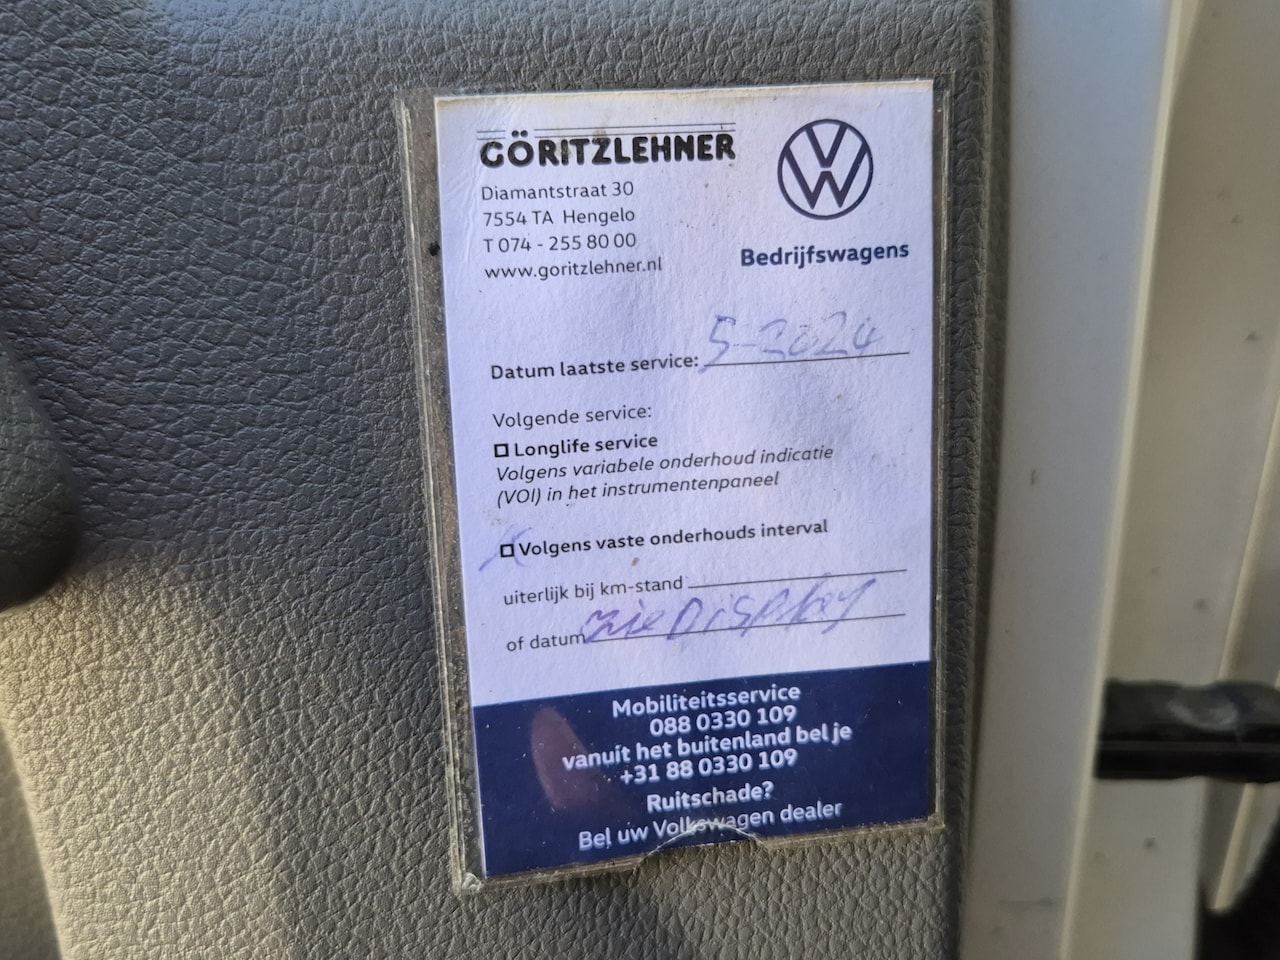 GÖRITZLEHNER
Diamantstraat 30
7554 TA Hengelo
T 074 - 255 80 00
www.goritzlehner.nl
VW
Bedrijfswagens
Datum laatste service: 5-2024
Volgende service:
Longlife service
Volgens variabele onderhoud indicatie
(VOI) in het instrumentenpaneel
Volgens vaste onderhouds interval
uiterlijk bij km-stand
of datum zie Display
Mobiliteitsservice
088 0330 109
vanuit het buitenland bel je
+31 88 0330 109
Ruitschade?
Bel uw Volkswagen dealer